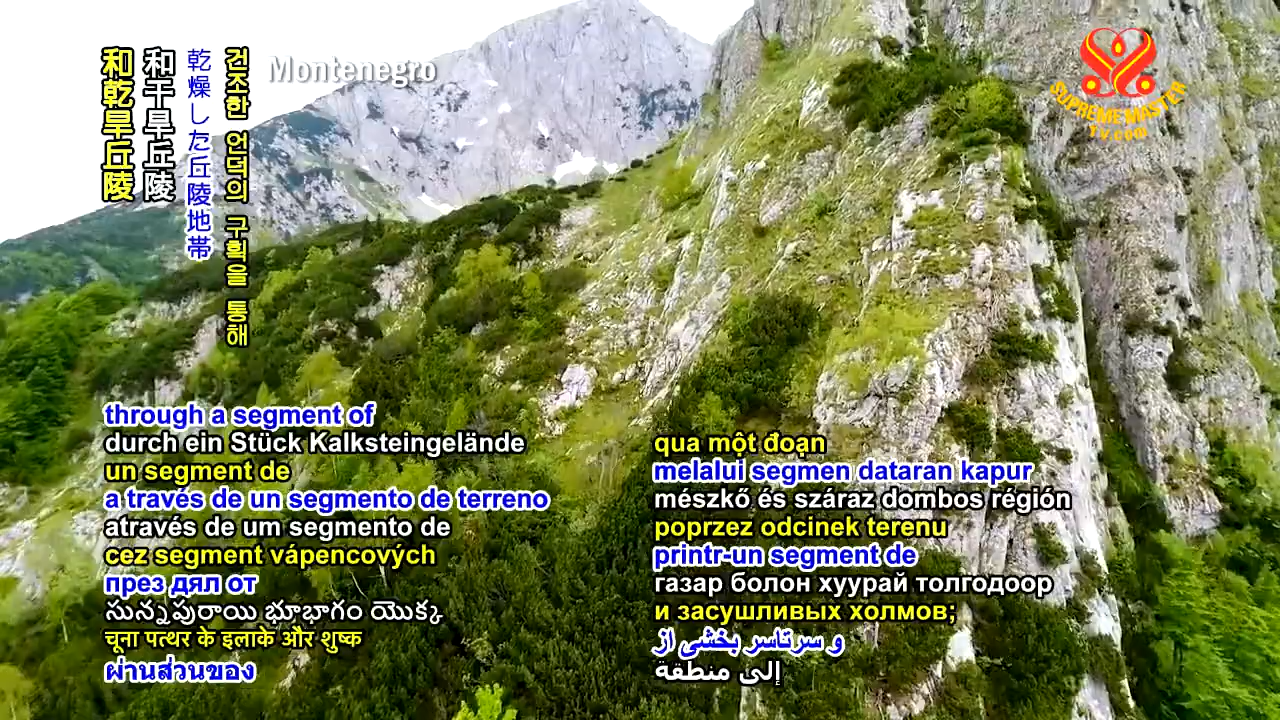 和乾旱丘陵
和干旱丘陵
乾燥した丘陵地帯
건조한 언덕의 구획을 통해
Montenegro
SUPREME MASTER
TV.com
through a segment of
durch ein Stück Kalksteingelände
un segment de
a través de un segmento de terreno
através de um segmento de
cez segment vápencových
през дял от
సున్నపురాయి భూభాగం యొక్క
चूना पत्थर के इलाके और शुष्क
ผ่านส่วนของ
qua một đoạn
melalui segmen dataran kapur
mészkő és száraz dombos régión
poprzez odcinek terenu
printr-un segment de
газар болон хуурай толгодоор
и засушливых холмов;
و سرتاسر بخشی از
إلى منطقة